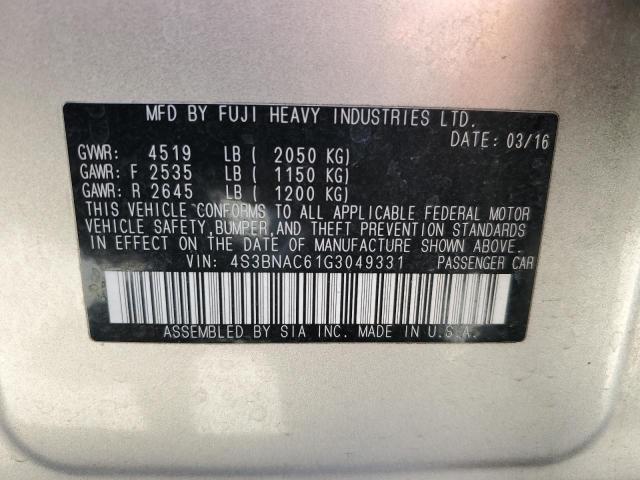 MFD BY FUJI HEAVY INDUSTRIES LTD.
DATE: 03/16
GVWR: 4519 LB ( 2050 KG)
GAWR: F 2535 LB ( 1150 KG)
GAWR: R 2645 LB ( 1200 KG)
THIS VEHICLE CONFORMS TO ALL APPLICABLE FEDERAL MOTOR
VEHICLE SAFETY, BUMPER, AND THEFT PREVENTION STANDARDS
IN EFFECT ON THE DATE OF MANUFACTURE SHOWN ABOVE.
VIN: 4S3BNAC61G3049331 PASSENGER CAR
ASSEMBLED BY SIA INC. MADE IN U.S.A.